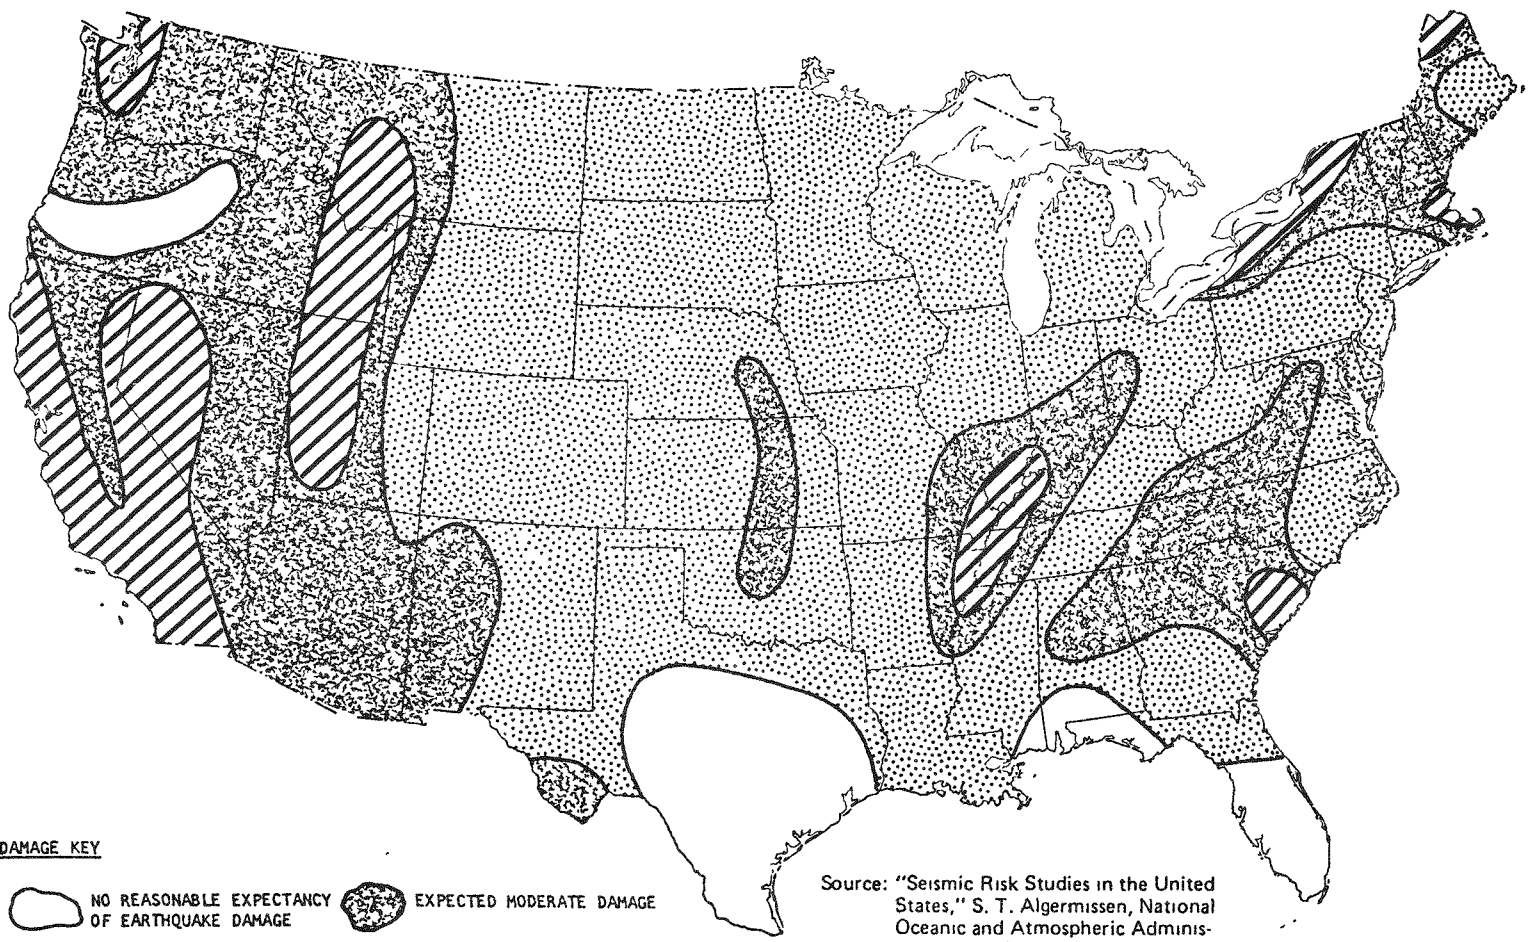 DAMAGE KEY
NO REASONABLE EXPECTANCY
OF EARTHQUAKE DAMAGE
EXPECTED MODERATE DAMAGE
Source: "Seismic Risk Studies in the United
States," S. T. Algermissen, National
Oceanic and Atmospheric Adminis-